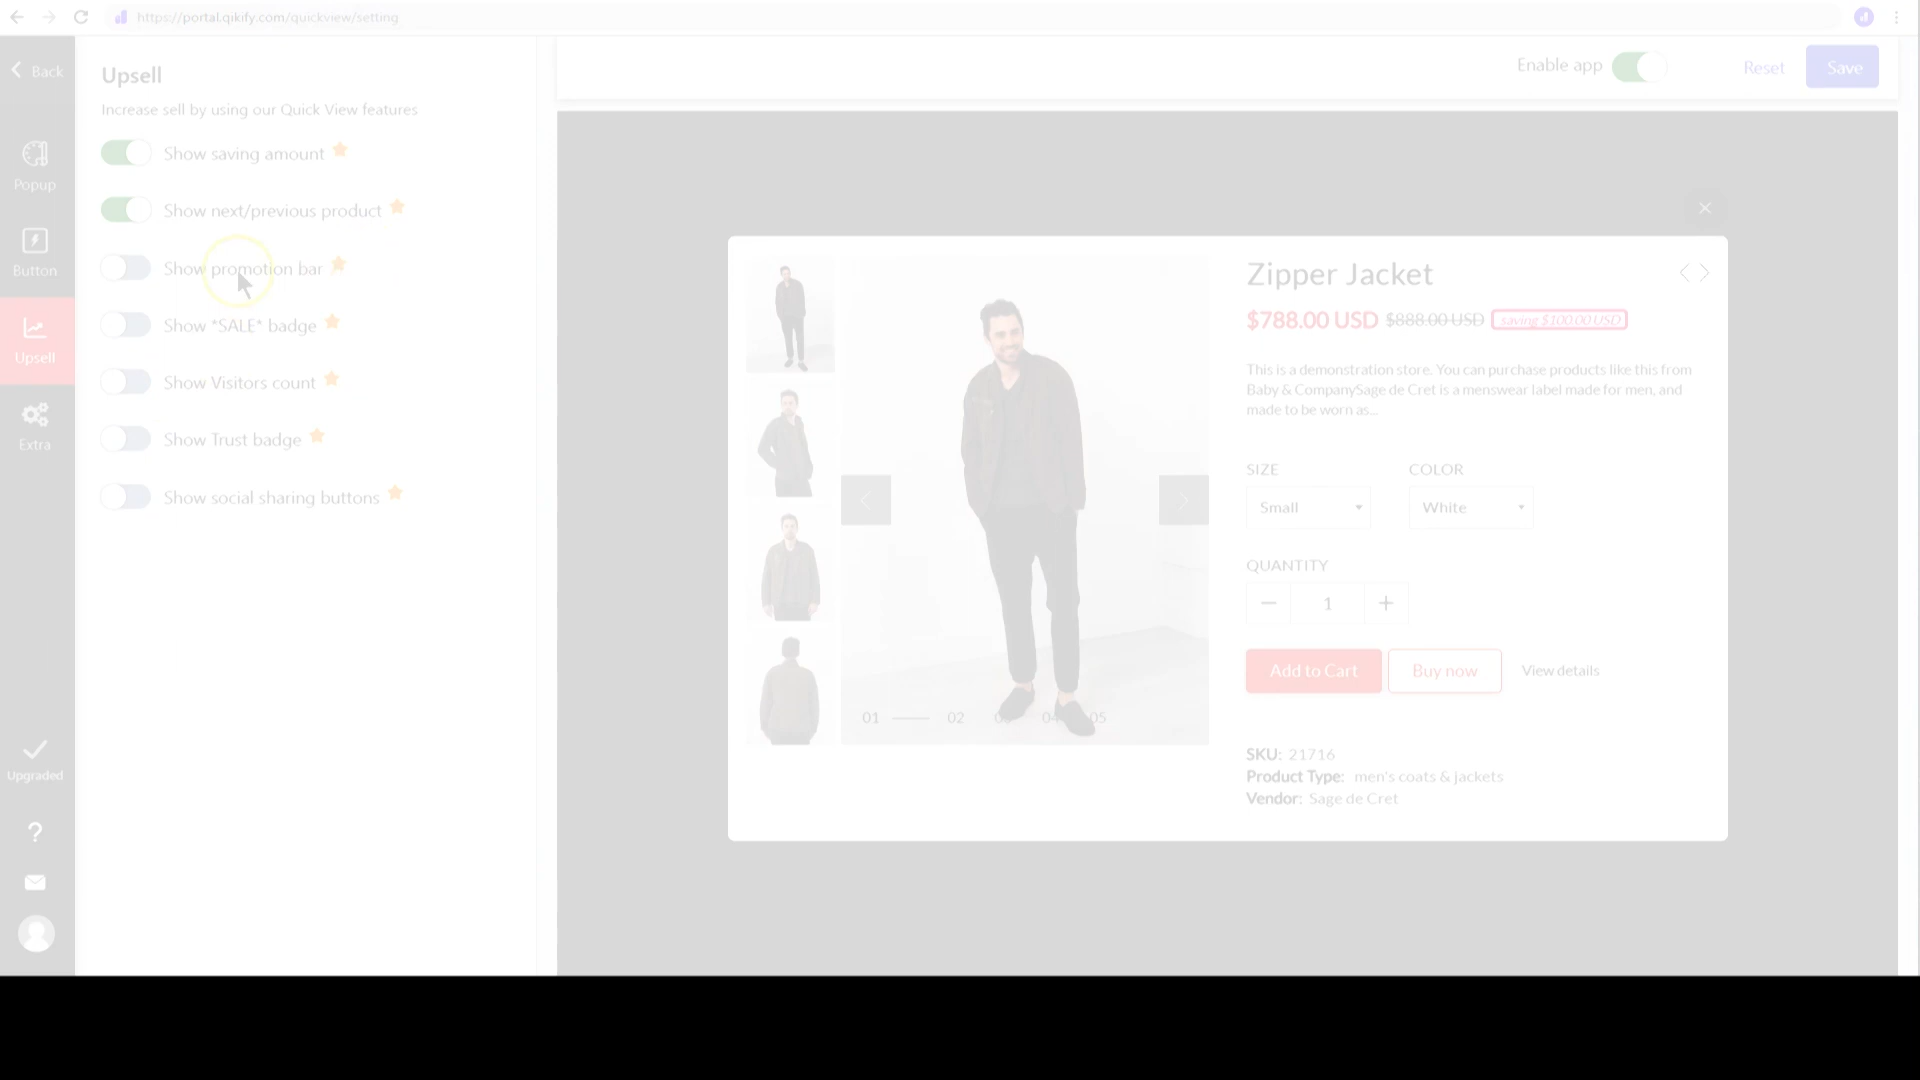 https://portal.qikify.com/quickview/setting
Back
Popup
Button
Upsell
Extra
Upgraded
?
Upsell
Increase sell by using our Quick View features
Show saving amount
Show next/previous product
Show promotion bar
Show *SALE* badge
Show Visitors count
Show Trust badge
Show social sharing buttons
Enable app
Reset
Save
Zipper Jacket
$788.00 USD $888.00 USD saving $100.00 USD
This is a demonstration store. You can purchase products like this from
Baby & CompanySage de Cret is a menswear label made for men, and
made to be worn as...
SIZE COLOR
Small White
QUANTITY
1
Add to Cart Buy now View details
SKU: 21716
Product Type: men's coats & jackets
Vendor: Sage de Cret
01 02 03 04 05